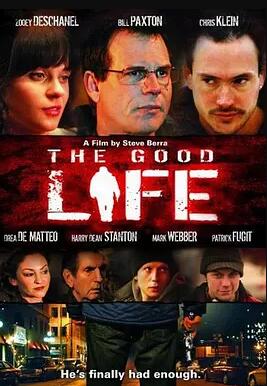 ZOOEY DESCHANEL BILL PAXTON CHRIS KLEIN
A Film by Steve Berra
THE GOOD
LIFE
DREA DE MATTEO HARRY DEAN STANTON MARK WEBBER PATRICK FUGIT
He's finally had enough.